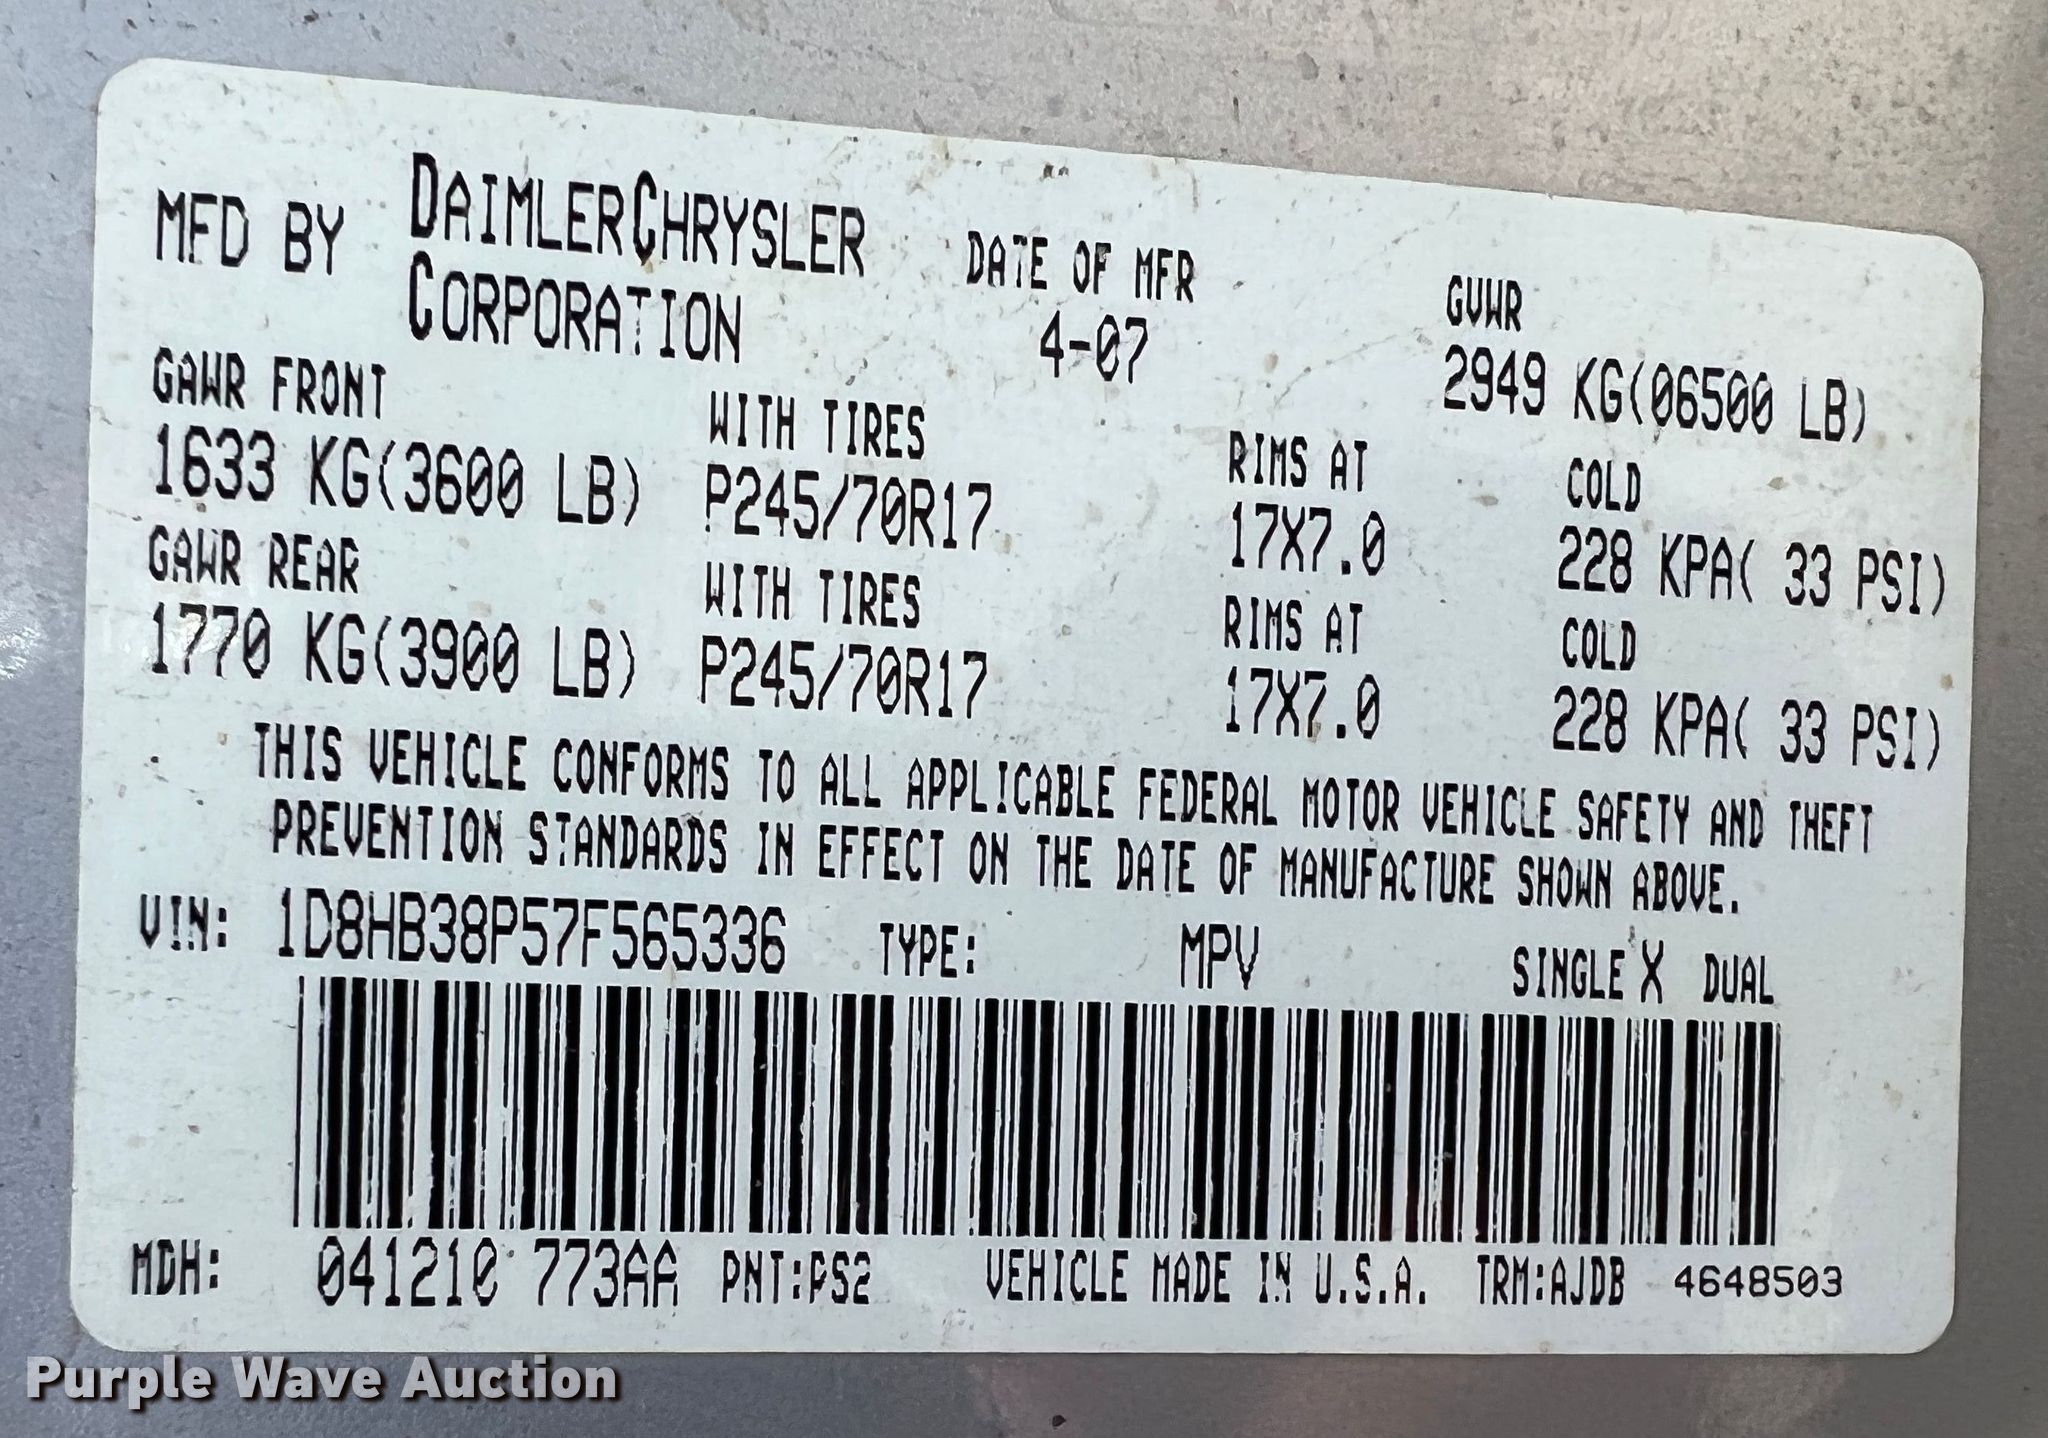 MFD BY DAIMLERCHRYSLER CORPORATION
DATE OF MFR
4-07
GVWR
2949 KG(06500 LB)
GAWR FRONT
1633 KG(3600 LB)
WITH TIRES
P245/70R17
RIMS AT
17X7.0
COLD
228 KPA( 33 PSI)
GAWR REAR
1770 KG(3900 LB)
WITH TIRES
P245/70R17
RIMS AT
17X7.0
COLD
228 KPA( 33 PSI)
THIS VEHICLE CONFORMS TO ALL APPLICABLE FEDERAL MOTOR VEHICLE SAFETY AND THEFT
PREVENTION STANDARDS IN EFFECT ON THE DATE OF MANUFACTURE SHOWN ABOVE.
VIN: 1D8HB38P57F565336 TYPE: MPV SINGLE X DUAL
MDH: 041210 773AA PNT:PS2 VEHICLE MADE IN U.S.A. TRM:AJDB 4648503
Purple Wave Auction